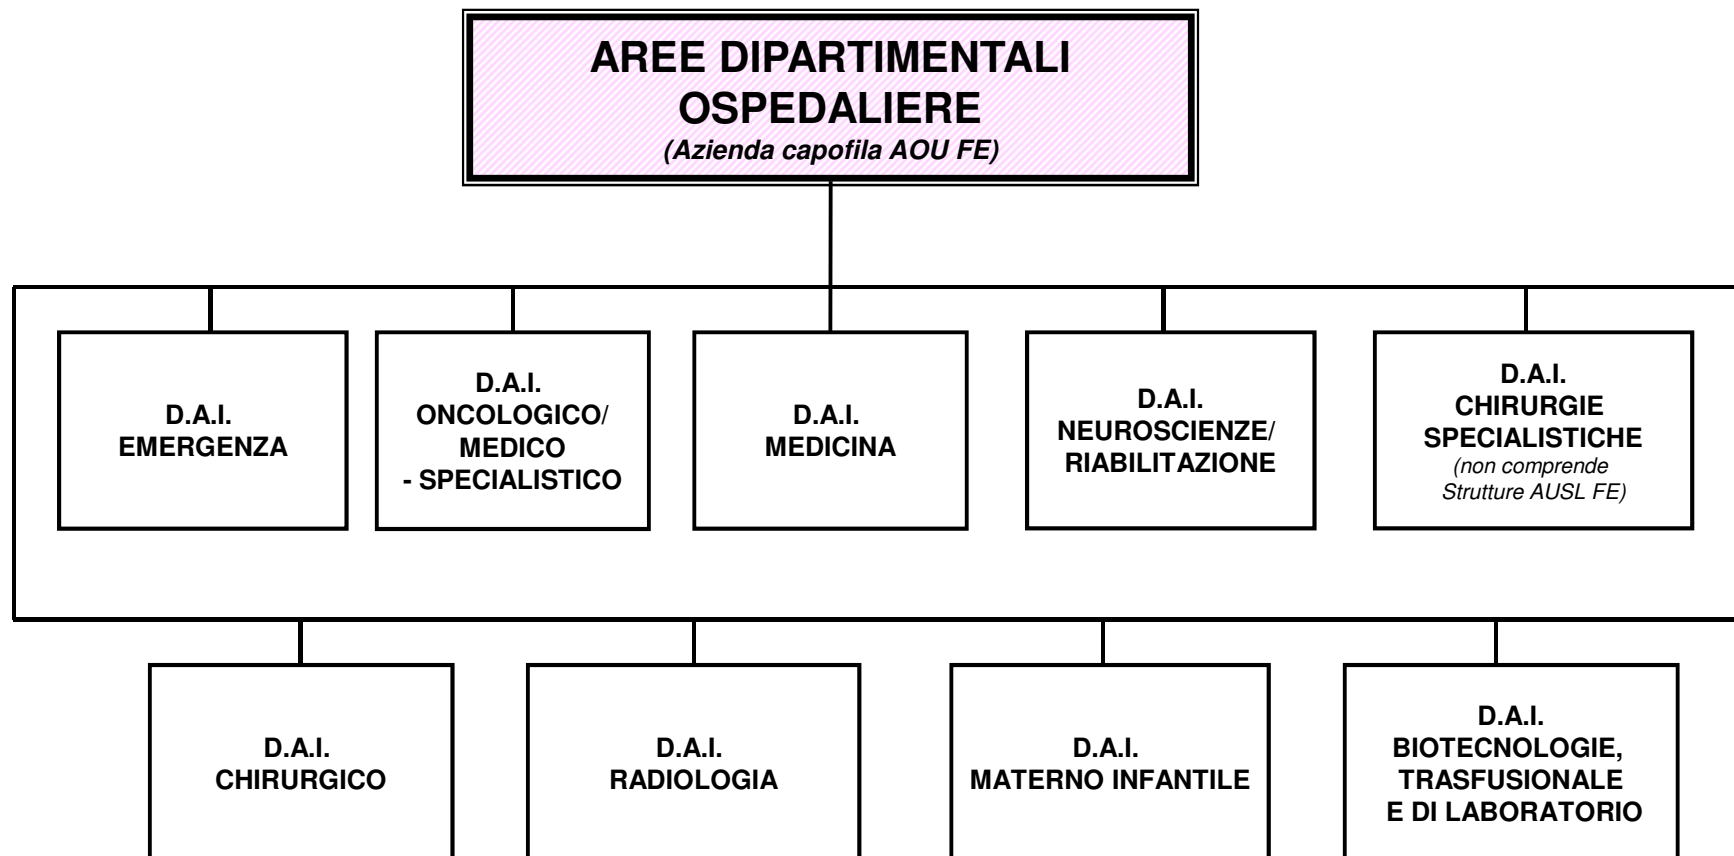 AREE DIPARTIMENTALI
OSPEDALIERE
(Azienda capofila AOU FE)
D.A.I.
EMERGENZA
D.A.I.
ONCOLOGICO/
MEDICO
- SPECIALISTICO
D.A.I.
MEDICINA
D.A.I.
NEUROSCIENZE/
RIABILITAZIONE
D.A.I.
CHIRURGIE
SPECIALISTICHE
(non comprende
Strutture AUSL FE)
D.A.I.
CHIRURGICO
D.A.I.
RADIOLOGIA
D.A.I.
MATERNO INFANTILE
D.A.I.
BIOTECNOLOGIE,
TRASFUSIONALE
E DI LABORATORIO